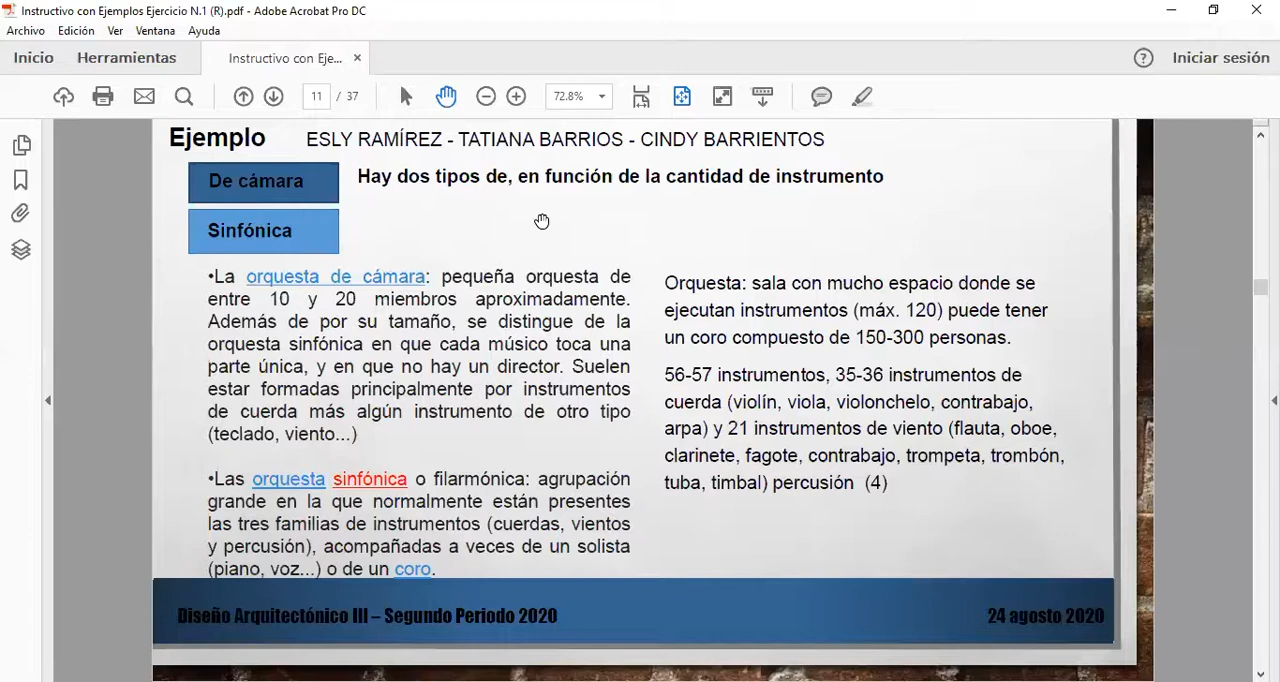 Instructivo con Ejemplos Ejercicio N.1 (R).pdf - Adobe Acrobat Pro DC
Archivo Edición Ver Ventana Ayuda
Inicio Herramientas Instructivo con Eje... × Iniciar sesión
11 / 37 72.8%
Ejemplo ESLY RAMÍREZ - TATIANA BARRIOS - CINDY BARRIENTOS
De cámara
Hay dos tipos de, en función de la cantidad de instrumento
Sinfónica
•La orquesta de cámara: pequeña orquesta de
entre 10 y 20 miembros aproximadamente.
Además de por su tamaño, se distingue de la
orquesta sinfónica en que cada músico toca una
parte única, y en que no hay un director. Suelen
estar formadas principalmente por instrumentos
de cuerda más algún instrumento de otro tipo
(teclado, viento...)
•Las orquesta sinfónica o filarmónica: agrupación
grande en la que normalmente están presentes
las tres familias de instrumentos (cuerdas, vientos
y percusión), acompañadas a veces de un solista
(piano, voz...) o de un coro.
Orquesta: sala con mucho espacio donde se
ejecutan instrumentos (máx. 120) puede tener
un coro compuesto de 150-300 personas.
56-57 instrumentos, 35-36 instrumentos de
cuerda (violín, viola, violonchelo, contrabajo,
arpa) y 21 instrumentos de viento (flauta, oboe,
clarinete, fagote, contrabajo, trompeta, trombón,
tuba, timbal) percusión (4)
Diseño Arquitectónico III – Segundo Periodo 2020
24 agosto 2020